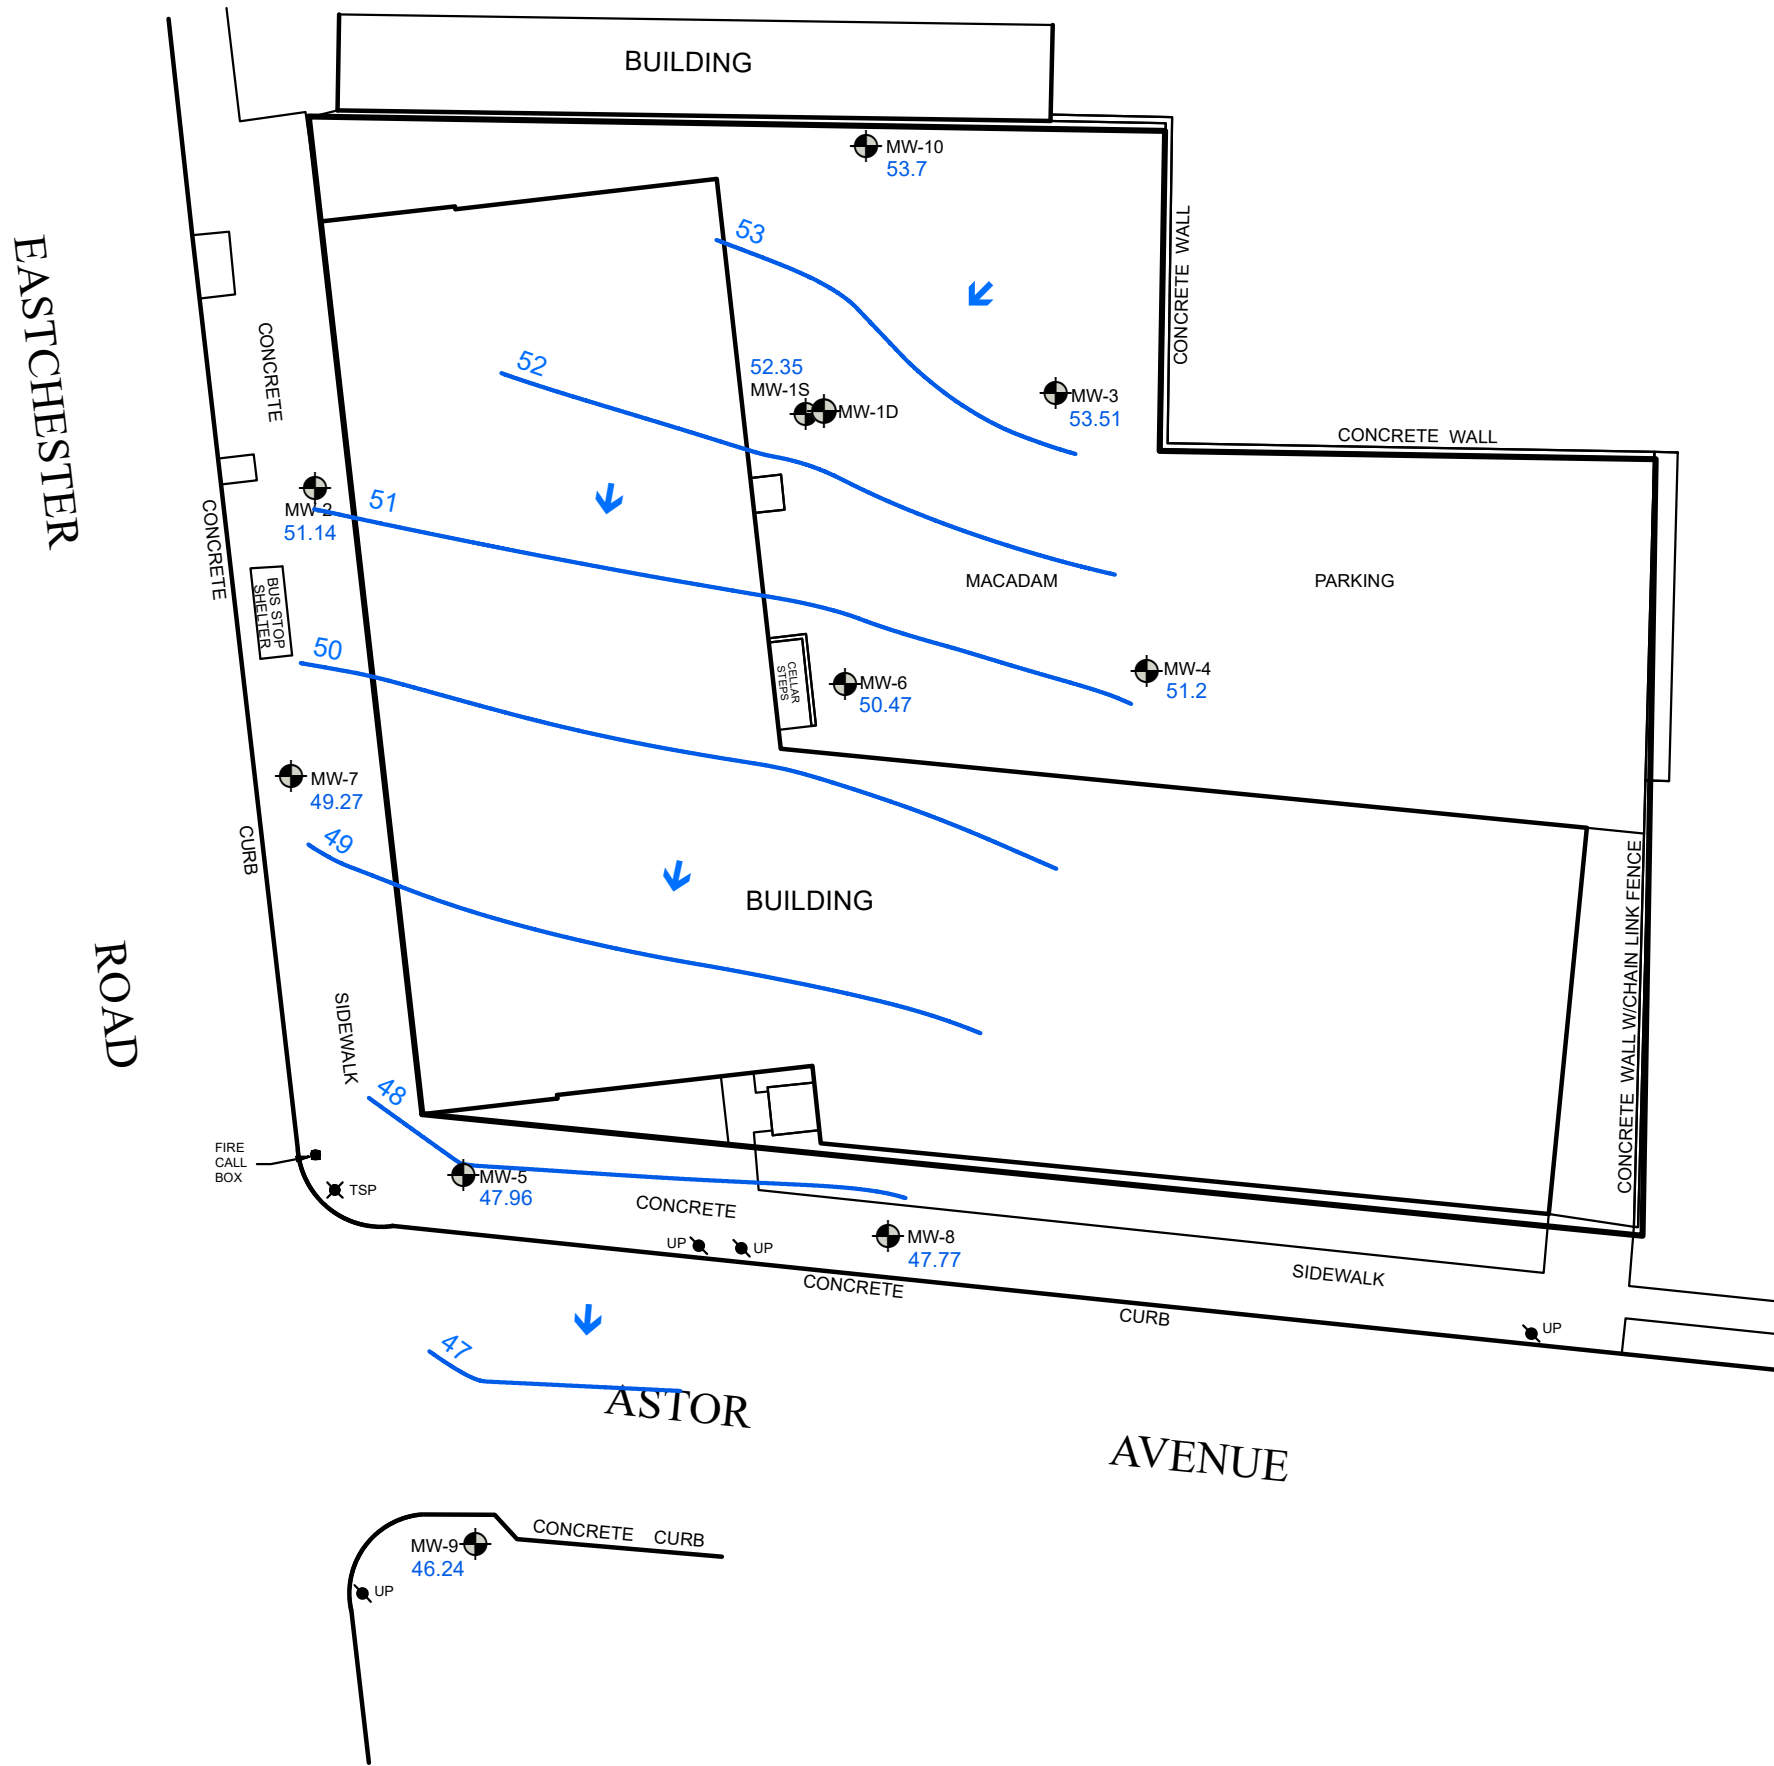 BUILDING
MW-10
53.7
53
EASTCHESTER
CONCRETE
CONCRETE WALL
52
52.35
MW-1S
MW-1D
MW-3
53.51
CONCRETE WALL
MW-2
51.14
51
CONCRETE
BUS STOP
SHELTER
MACADAM
PARKING
50
CELLAR
STEPS
MW-6
50.47
MW-4
51.2
MW-7
49.27
49
CURB
BUILDING
CONCRETE WALL W/CHAIN LINK FENCE
ROAD
SIDEWALK
48
FIRE
CALL
BOX
TSP
MW-5
47.96
CONCRETE
UP
UP
MW-8
47.77
CONCRETE
SIDEWALK
CURB
UP
47
ASTOR
AVENUE
MW-9
46.24
CONCRETE CURB
UP